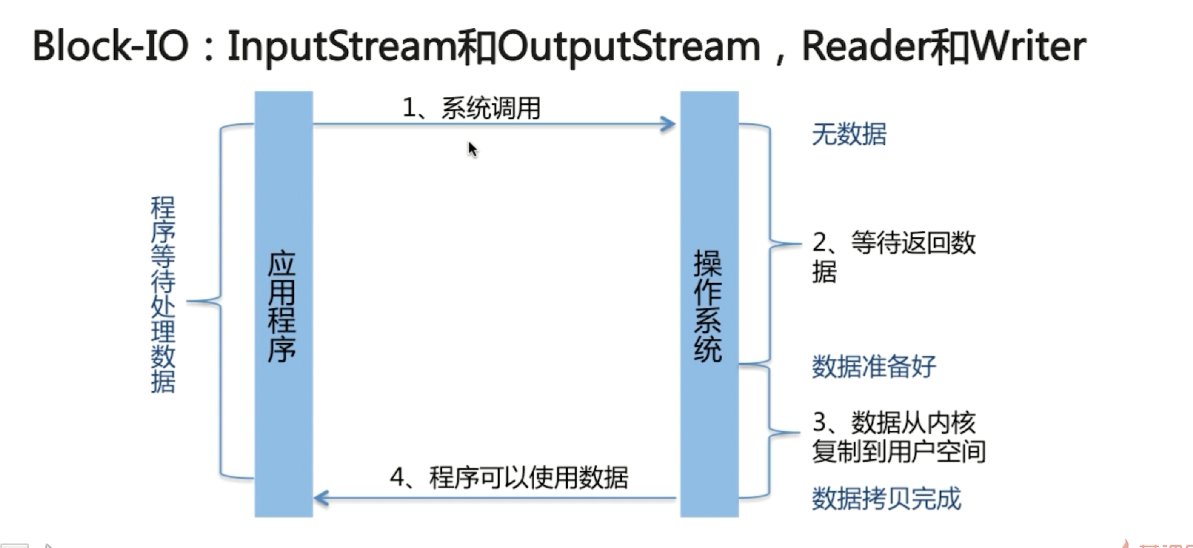 Block-IO：InputStream和OutputStream，Reader和Writer
1、系统调用
无数据
程序等待处理数据
应用程序
操作系统
2、等待返回数
据
数据准备好
3、数据从内核
复制到用户空间
4、程序可以使用数据
数据拷贝完成